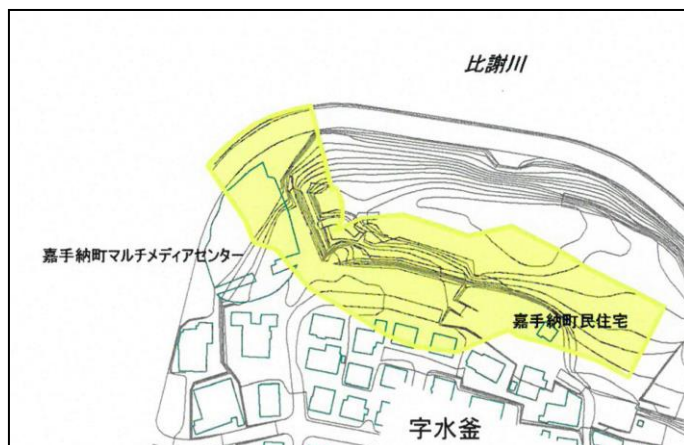 比謝川
嘉手納町マルチメディアセンター
嘉手納町民住宅
字水釜